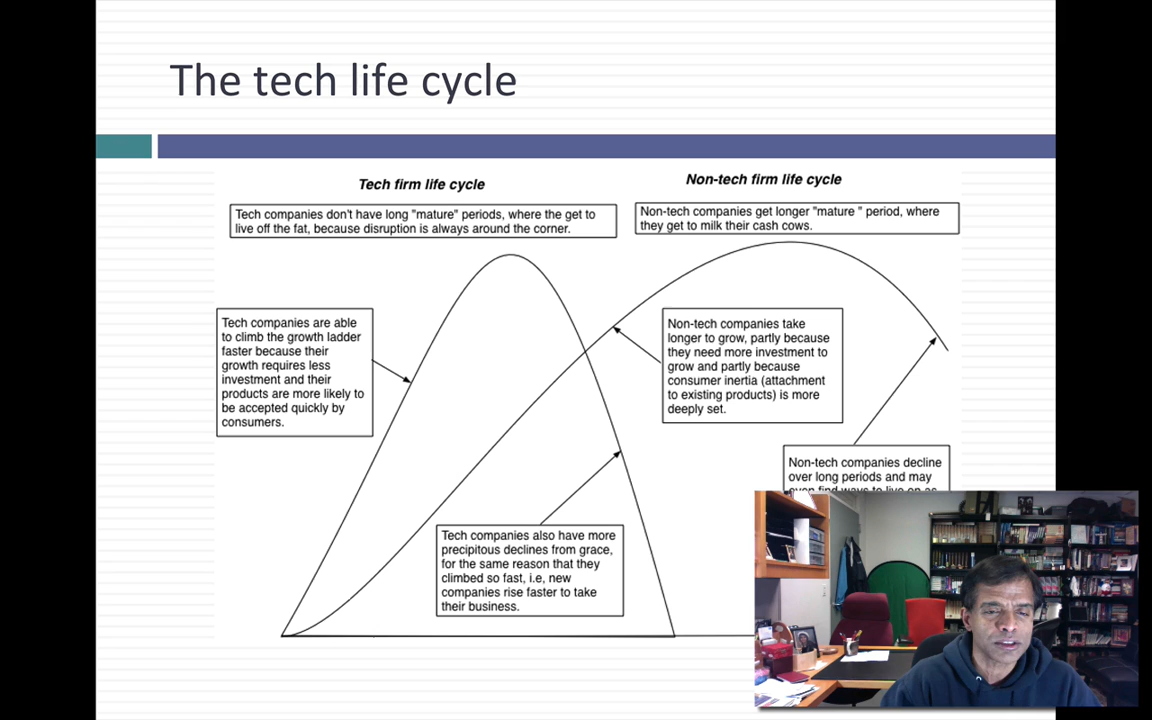 The tech life cycle
Tech firm life cycle
Non-tech firm life cycle
Tech companies don't have long "mature" periods, where the get to
live off the fat, because disruption is always around the corner.
Non-tech companies get longer "mature " period, where
they get to milk their cash cows.
Tech companies are able
to climb the growth ladder
faster because their
growth requires less
investment and their
products are more likely to
be accepted quickly by
consumers.
Non-tech companies take
longer to grow, partly because
they need more investment to
grow and partly because
consumer inertia (attachment
to existing products) is more
deeply set.
Non-tech companies decline
over long periods and may
even find ways to live on as
Tech companies also have more
precipitous declines from grace,
for the same reason that they
climbed so fast, i.e, new
companies rise faster to take
their business.